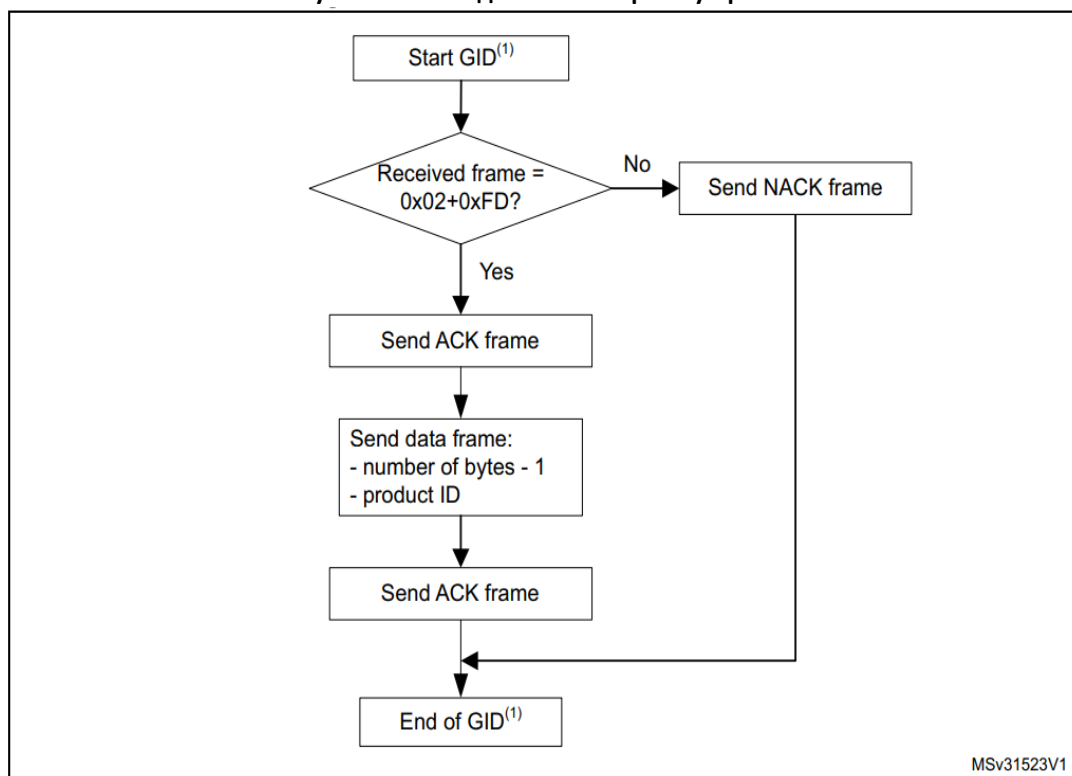 Start GID(1)
Received frame =
0x02+0xFD?
No
Send NACK frame
Yes
Send ACK frame
Send data frame:
- number of bytes - 1
- product ID
Send ACK frame
End of GID(1)
MSv31523V1